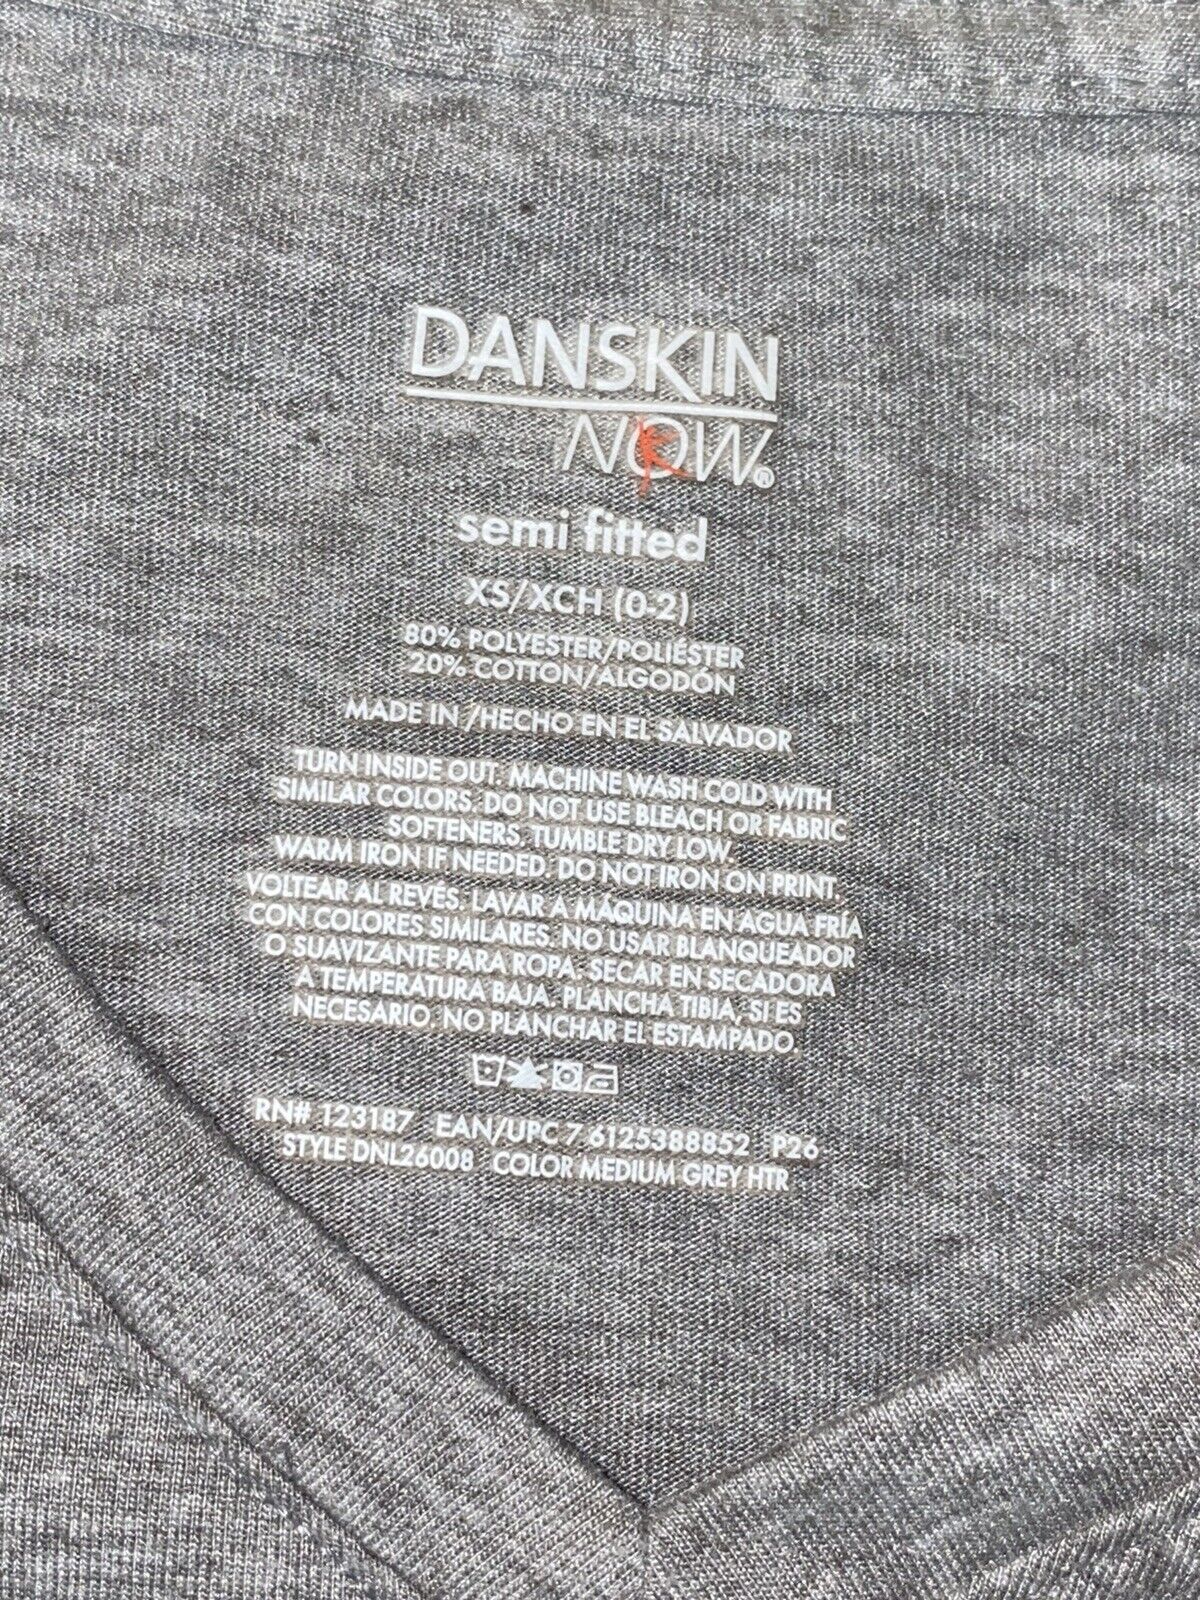 DANSKIN
NOW®
semi fitted
XS/XCH (0-2)
80% POLYESTER/POLIÉSTER
20% COTTON/ALGODÓN
MADE IN /HECHO EN EL SALVADOR
TURN INSIDE OUT. MACHINE WASH COLD WITH
SIMILAR COLORS. DO NOT USE BLEACH OR FABRIC
SOFTENERS. TUMBLE DRY LOW.
WARM IRON IF NEEDED. DO NOT IRON ON PRINT.
VOLTEAR AL REVÉS. LAVAR A MÁQUINA EN AGUA FRÍA
CON COLORES SIMILARES. NO USAR BLANQUEADOR
O SUAVIZANTE PARA ROPA. SECAR EN SECADORA
A TEMPERATURA BAJA. PLANCHA TIBIA, SI ES
NECESARIO. NO PLANCHAR EL ESTAMPADO.
RN# 123187 EAN/UPC 7 6125388852 P26
STYLE DNL26008 COLOR MEDIUM GREY HTR